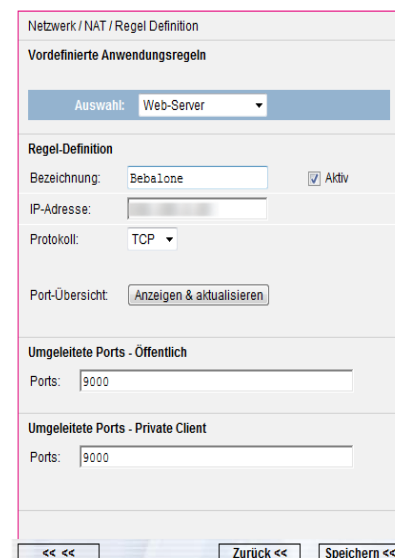 Netzwerk / NAT / Regel Definition
Vordefinierte Anwendungsregeln
Auswahl: Web-Server
Regel-Definition
Bezeichnung: Bebalone Aktiv
IP-Adresse:
Protokoll: TCP
Port-Übersicht: Anzeigen & aktualisieren
Umgeleitete Ports - Öffentlich
Ports: 9000
Umgeleitete Ports - Private Client
Ports: 9000
<< << Zurück << Speichern <<